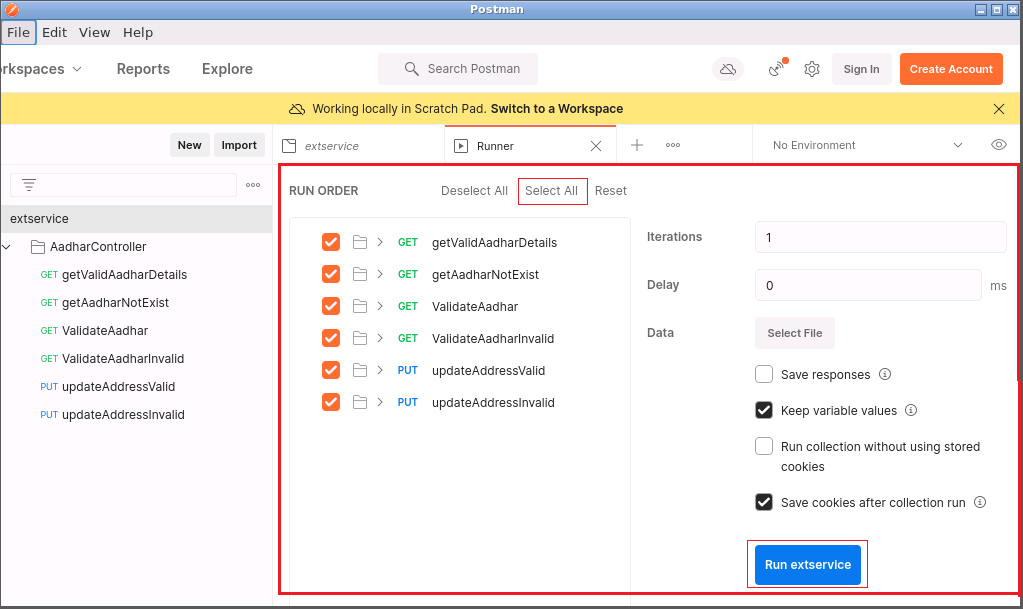 Postman
File Edit View Help
rkspaces Reports Explore Search Postman Sign In Create Account
Working locally in Scratch Pad. Switch to a Workspace
New Import extservice Runner No Environment
RUN ORDER Deselect All Select All Reset
extservice
AadharController
GET getValidAadharDetails
GET getAadharNotExist
GET ValidateAadhar
GET ValidateAadharInvalid
PUT updateAddressValid
PUT updateAddressInvalid
GET getValidAadharDetails
GET getAadharNotExist
GET ValidateAadhar
GET ValidateAadharInvalid
PUT updateAddressValid
PUT updateAddressInvalid
Iterations 1
Delay 0 ms
Data Select File
Save responses
Keep variable values
Run collection without using stored
cookies
Save cookies after collection run
Run extservice